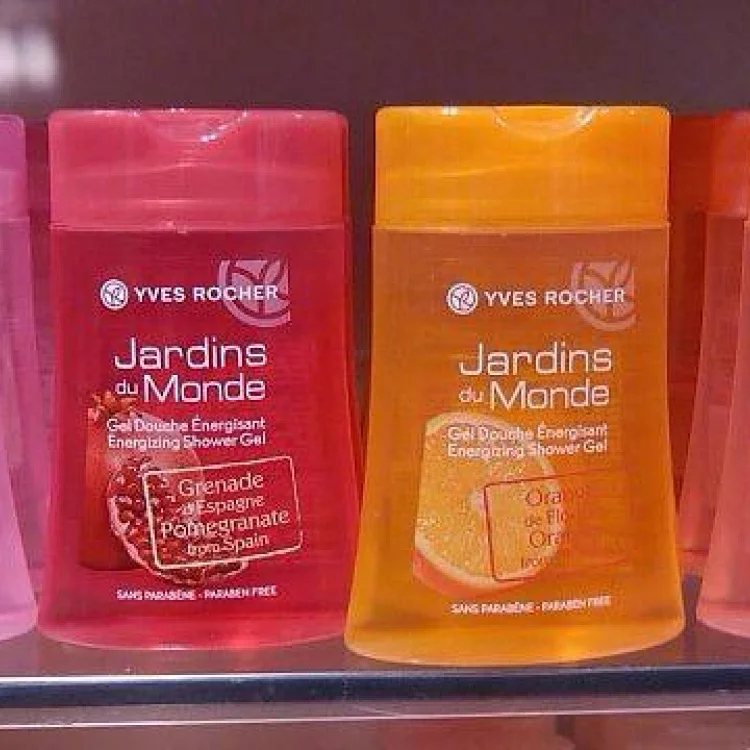 YVES ROCHER
Jardins
du Monde
Gel Douche Énergisant
Energizing Shower Gel
Grenade
d'Espagne
Pomegranate
from Spain
SANS PARABÈNE - PARABEN FREE
YVES ROCHER
Jardins
du Monde
Gel Douche Énergisant
Energizing Shower Gel
de
SANS PARABÈNE - PARABEN FREE